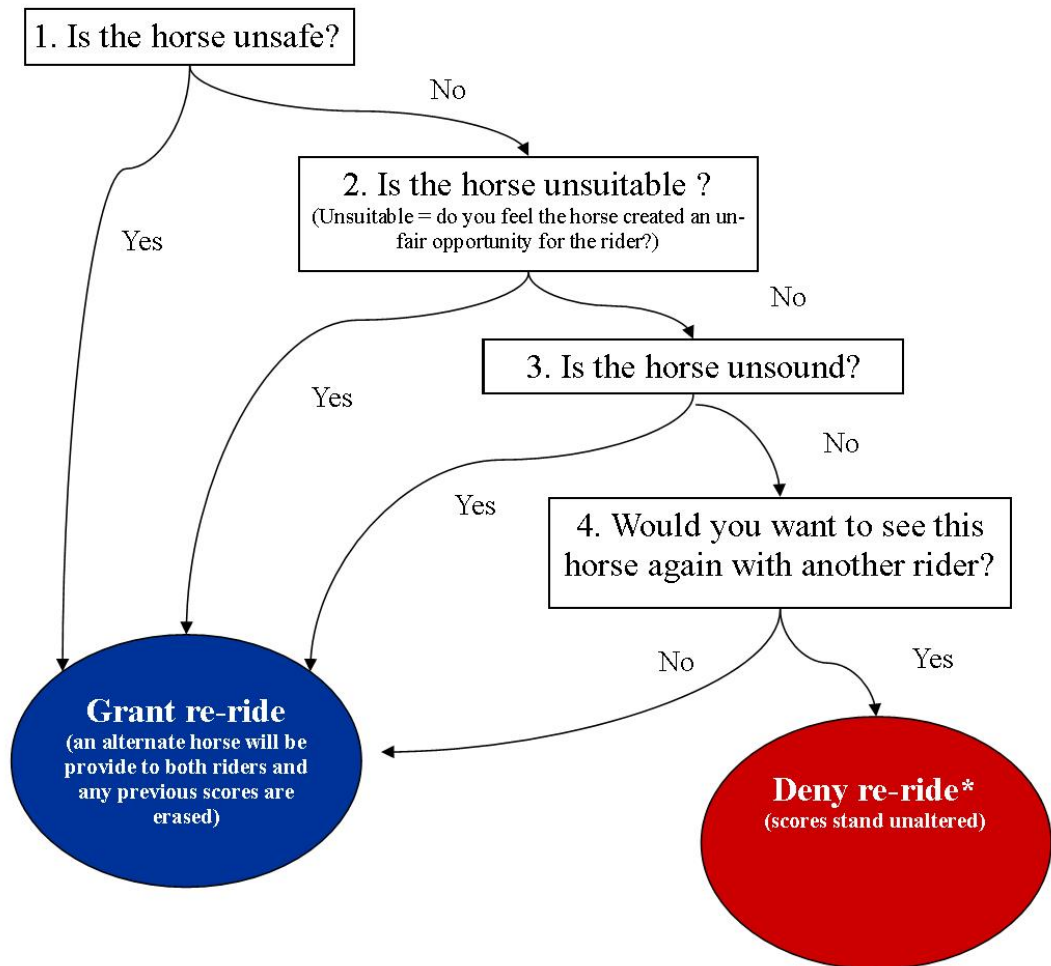 1. Is the horse unsafe?
No
Yes
2. Is the horse unsuitable ?
(Unsuitable = do you feel the horse created an un-
fair opportunity for the rider?)
No
Yes
3. Is the horse unsound?
No
Yes
4. Would you want to see this
horse again with another rider?
No
Yes
Grant re-ride
(an alternate horse will be
provide to both riders and
any previous scores are
erased)
Deny re-ride*
(scores stand unaltered)